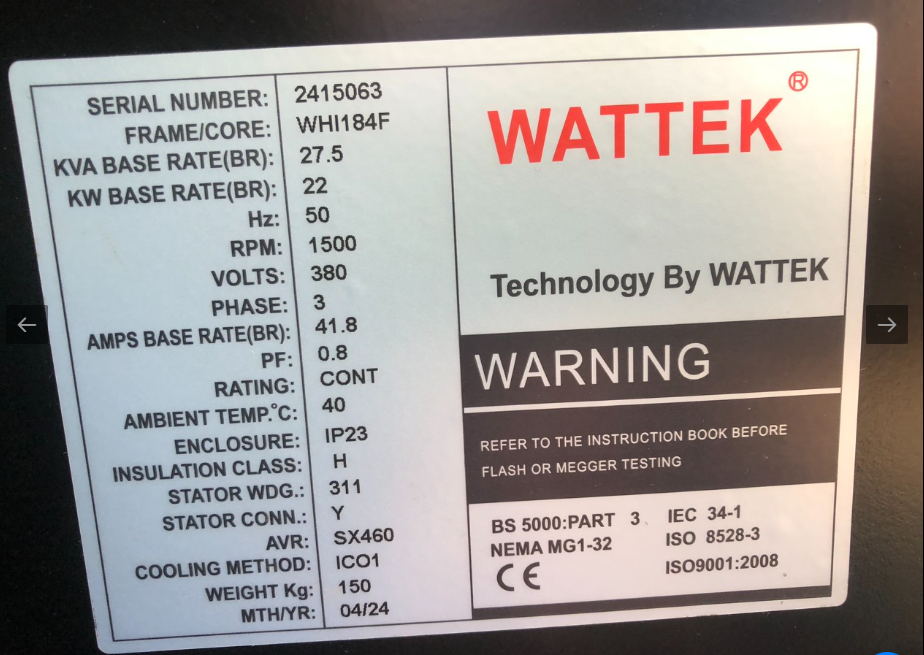 SERIAL NUMBER: 2415063
FRAME/CORE: WHI184F
KVA BASE RATE(BR): 27.5
KW BASE RATE(BR): 22
Hz: 50
RPM: 1500
VOLTS: 380
PHASE: 3
AMPS BASE RATE(BR): 41.8
PF: 0.8
RATING: CONT
AMBIENT TEMP.°C: 40
ENCLOSURE: IP23
INSULATION CLASS: H
STATOR WDG.: 311
STATOR CONN.: Y
AVR: SX460
COOLING METHOD: ICO1
WEIGHT Kg: 150
MTH/YR: 04/24
WATTEK®
Technology By WATTEK
WARNING
REFER TO THE INSTRUCTION BOOK BEFORE
FLASH OR MEGGER TESTING
BS 5000:PART 3 IEC 34-1
NEMA MG1-32 ISO 8528-3
CE ISO9001:2008